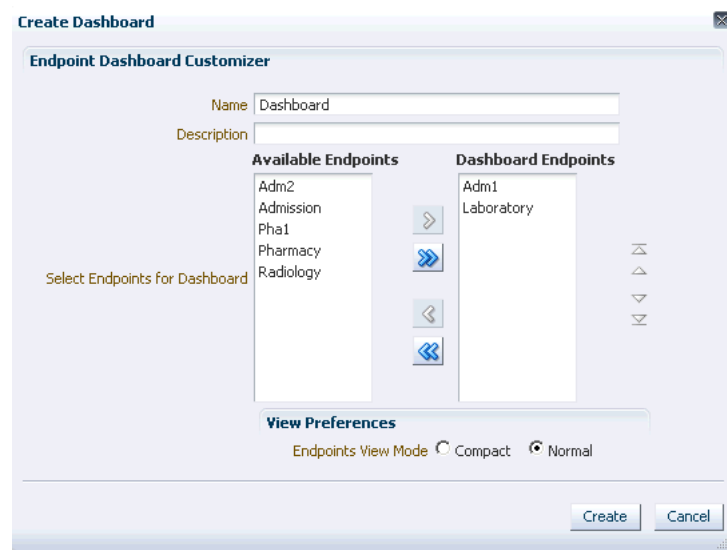 Create Dashboard
Endpoint Dashboard Customizer
Name Dashboard
Description
Available Endpoints Dashboard Endpoints
Adm2 Adm1
Admission Laboratory
Pha1
Pharmacy
Select Endpoints for Dashboard Radiology
View Preferences
Endpoints View Mode Compact Normal
Create Cancel